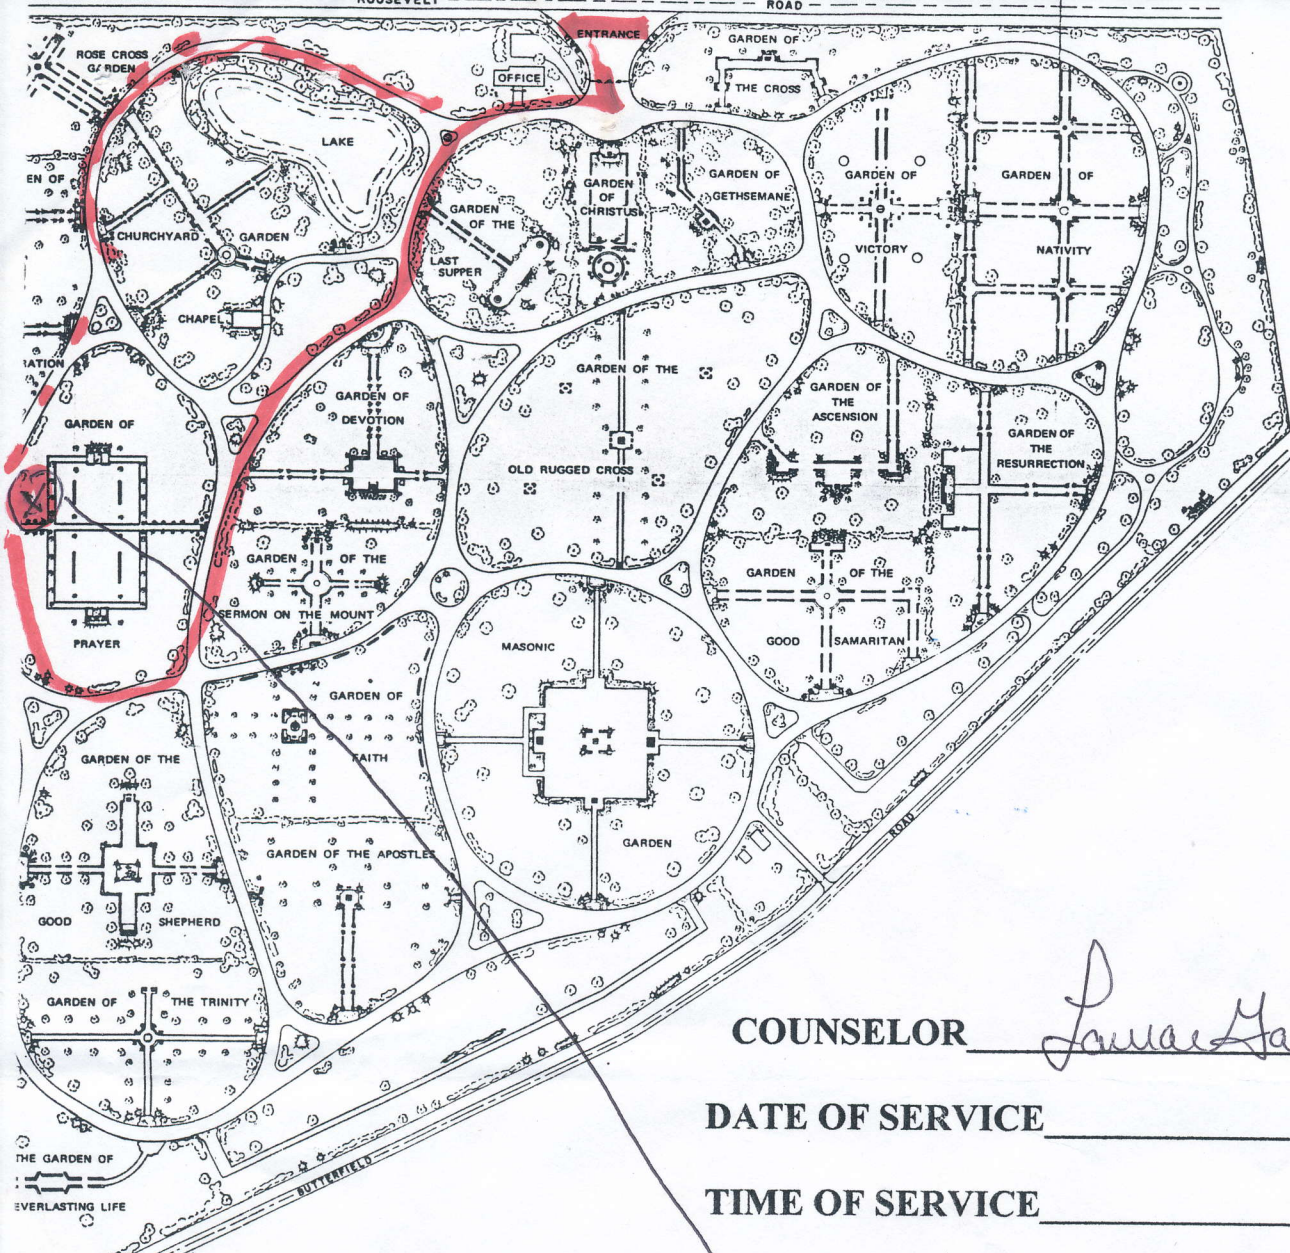 ROOSEVELT ROAD
ENTRANCE
OFFICE
ROSE CROSS
GARDEN
LAKE
GARDEN OF
THE CROSS
EN OF
CHURCHYARD GARDEN
CHAPEL
GARDEN
OF THE
LAST
SUPPER
GARDEN
OF
CHRISTUS
GARDEN OF
GETHSEMANE
GARDEN OF
VICTORY
GARDEN OF
NATIVITY
RATION
GARDEN OF
PRAYER
X
GARDEN OF
DEVOTION
GARDEN OF THE
OLD RUGGED CROSS
GARDEN OF
THE
ASCENSION
GARDEN OF
THE
RESURRECTION
GARDEN OF THE
SERMON ON THE MOUNT
GARDEN OF THE
GOOD SAMARITAN
MASONIC
GARDEN
GARDEN OF
FAITH
GARDEN OF THE
GOOD SHEPHERD
GARDEN OF THE APOSTLES
GARDEN OF THE TRINITY
THE GARDEN OF
EVERLASTING LIFE
BUTTERFIELD ROAD
COUNSELOR
DATE OF SERVICE
TIME OF SERVICE